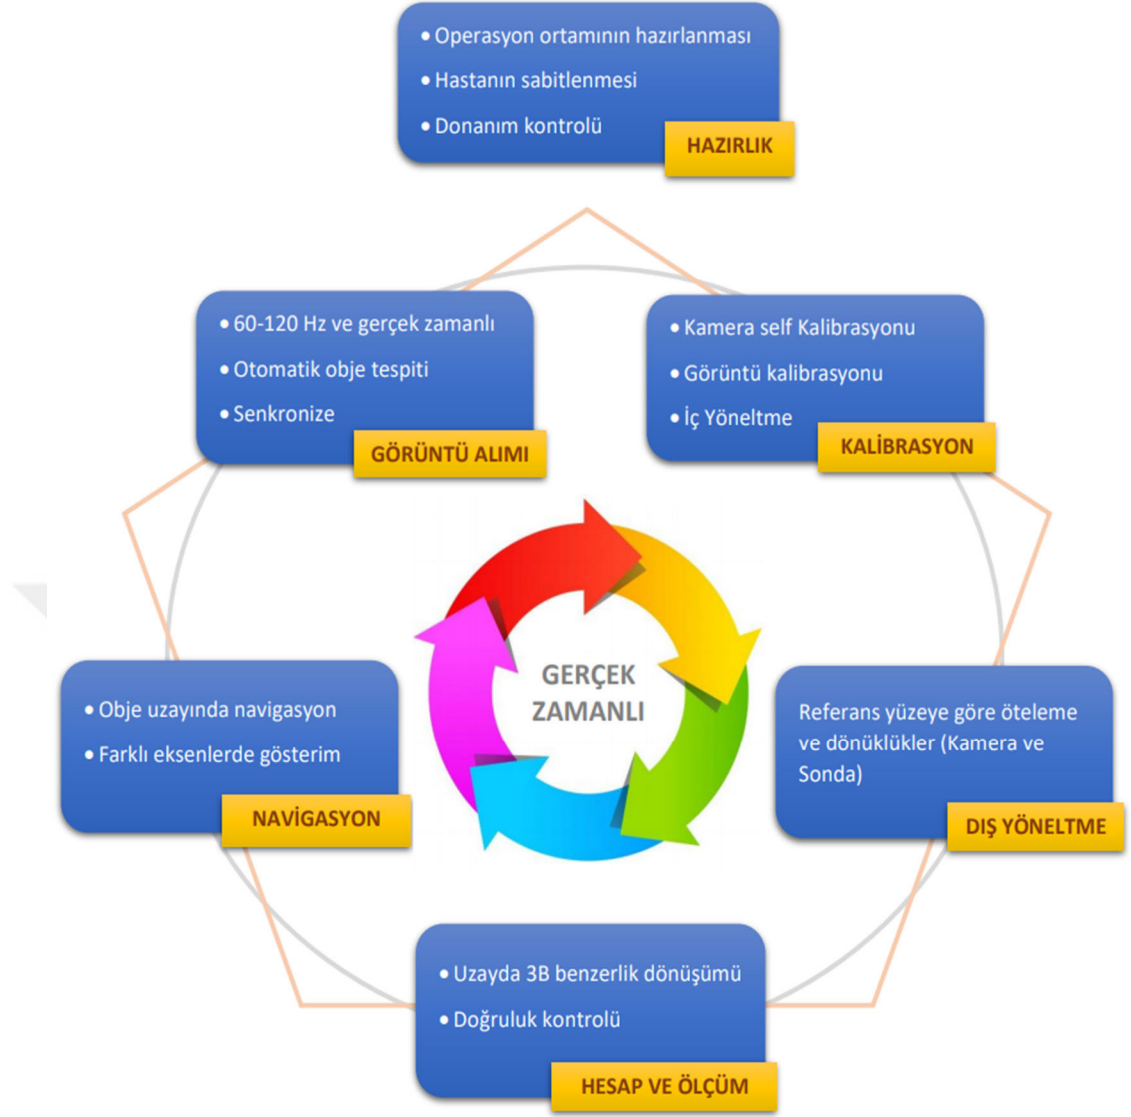 • Operasyon ortamının hazırlanması
• Hastanın sabitlenmesi
• Donanım kontrolü
HAZIRLIK
• 60-120 Hz ve gerçek zamanlı
• Otomatik obje tespiti
• Senkronize
GÖRÜNTÜ ALIMI
• Kamera self Kalibrasyonu
• Görüntü kalibrasyonu
• İç Yöneltme
KALİBRASYON
GERÇEK
ZAMANLI
• Obje uzayında navigasyon
• Farklı eksenlerde gösterim
NAVİGASYON
Referans yüzeye göre öteleme
ve dönüklükler (Kamera ve
Sonda)
DIŞ YÖNELTME
• Uzayda 3B benzerlik dönüşümü
• Doğruluk kontrolü
HESAP VE ÖLÇÜM